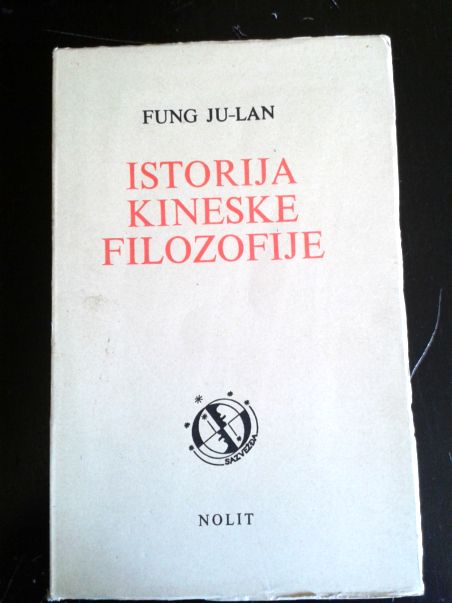 FUNG JU-LAN
ISTORIJA
KINESKE
FILOZOFIJE
SAZVEŽĐA
NOLIT